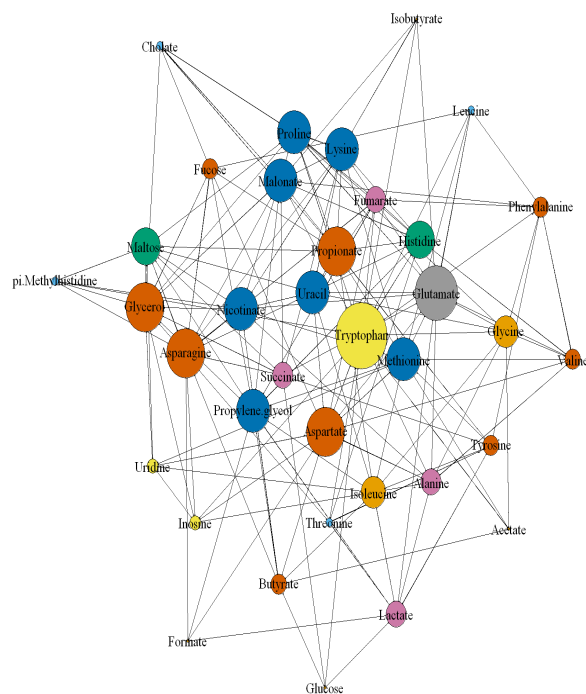 Isobutyrate
Cholate
Leucine
Proline
Lysine
Fucose
Malonate
Fumarate
Phenylalanine
Maltose
Histidine
Propionate
pi.Methylhistidine
Uracil
Glutamate
Glycerol
Nicotinate
Tryptophan
Glycine
Asparagine
Methionine
Valine
Succinate
Propylene.glycol
Aspartate
Tyrosine
Uridine
Alanine
Isoleucine
Inosine
Threonine
Acetate
Butyrate
Lactate
Formate
Glucose